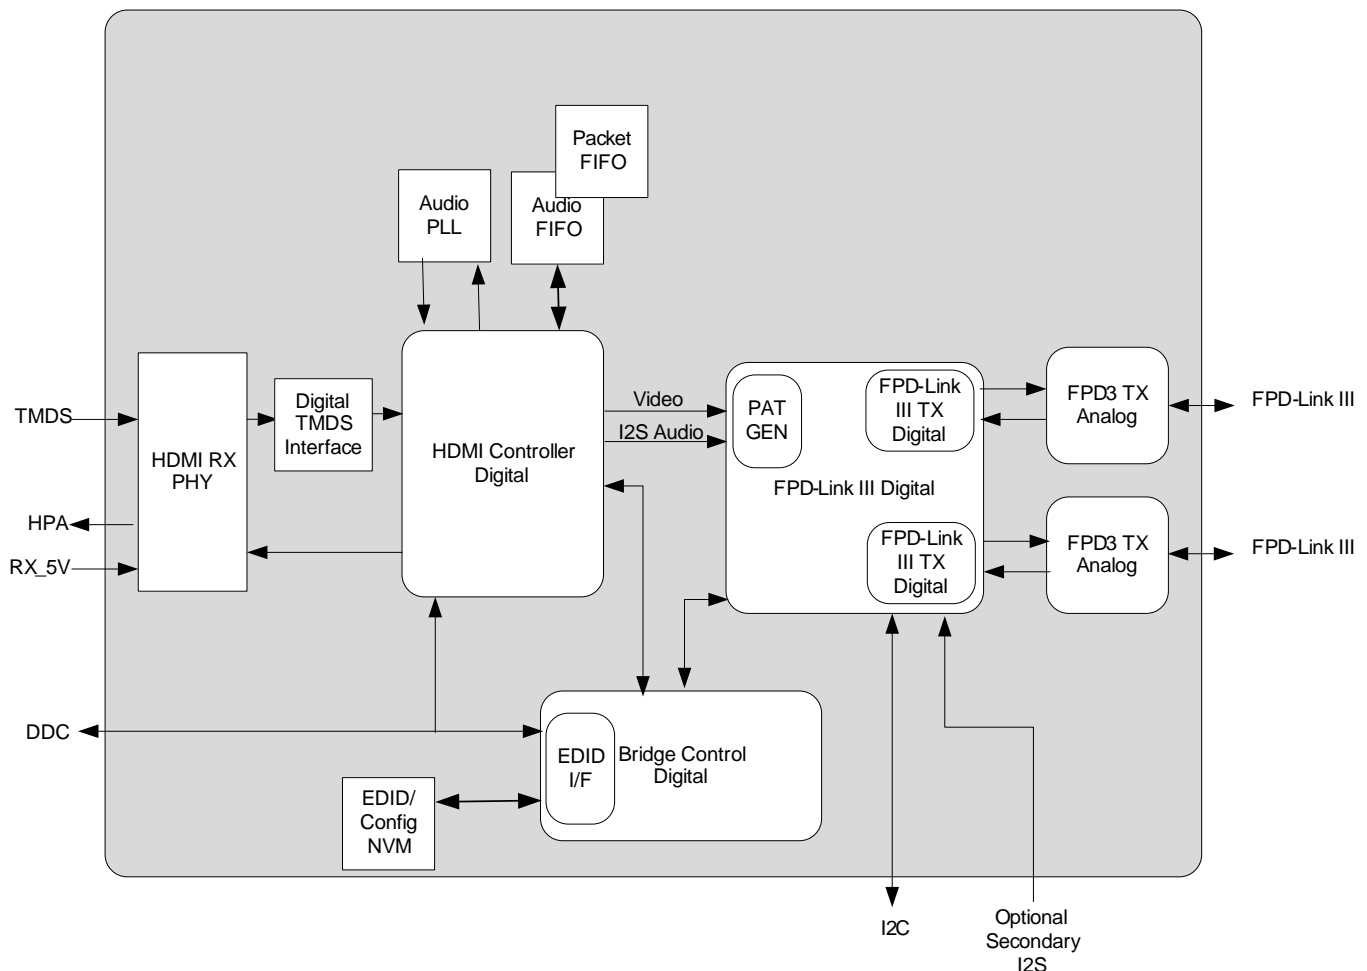 Packet
FIFO
Audio
PLL
Audio
FIFO
TMDS
HDMI RX
PHY
HPA
RX_5V
Digital
TMDS
Interface
HDMI Controller
Digital
Video
I2S Audio
PAT
GEN
FPD-Link III Digital
FPD-Link
III TX
Digital
FPD-Link
III TX
Digital
FPD3 TX
Analog
FPD-Link III
FPD3 TX
Analog
FPD-Link III
DDC
EDID
I/F
Bridge Control
Digital
EDID/
Config
NVM
I2C
Optional
Secondary
I2S